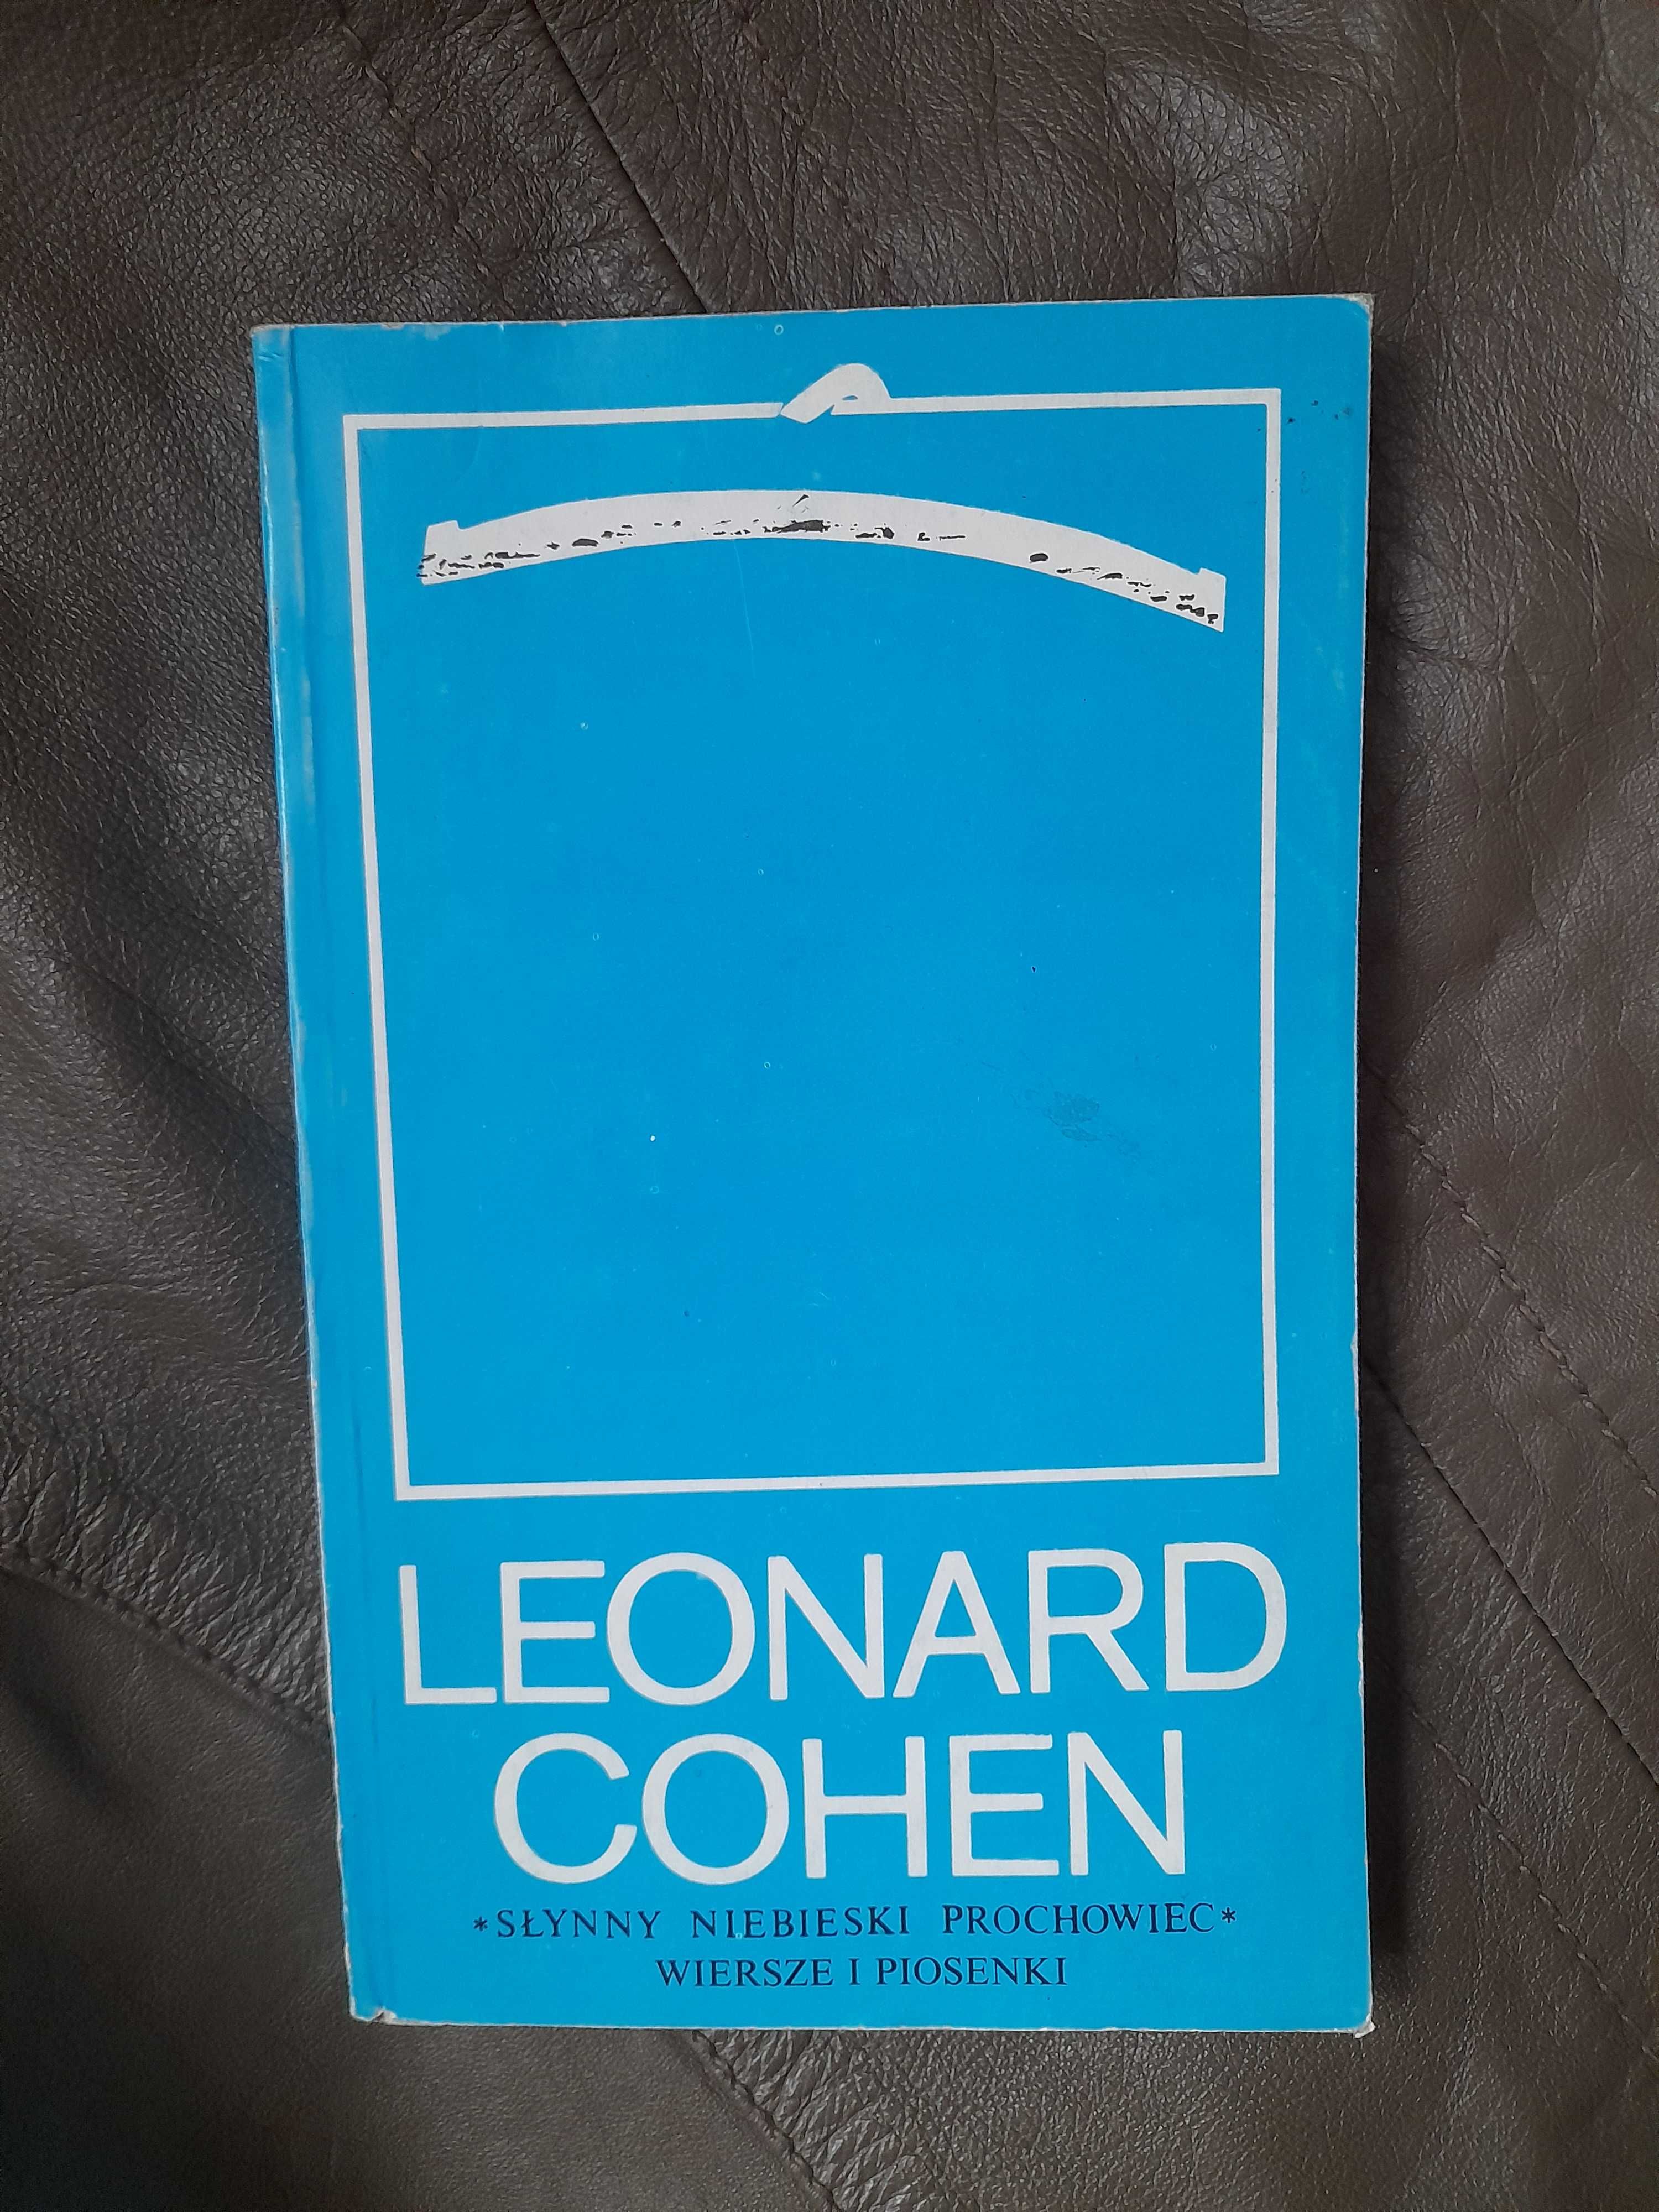 LEONARD
COHEN
*SŁYNNY NIEBIESKI PROCHOWIEC*
WIERSZE I PIOSENKI